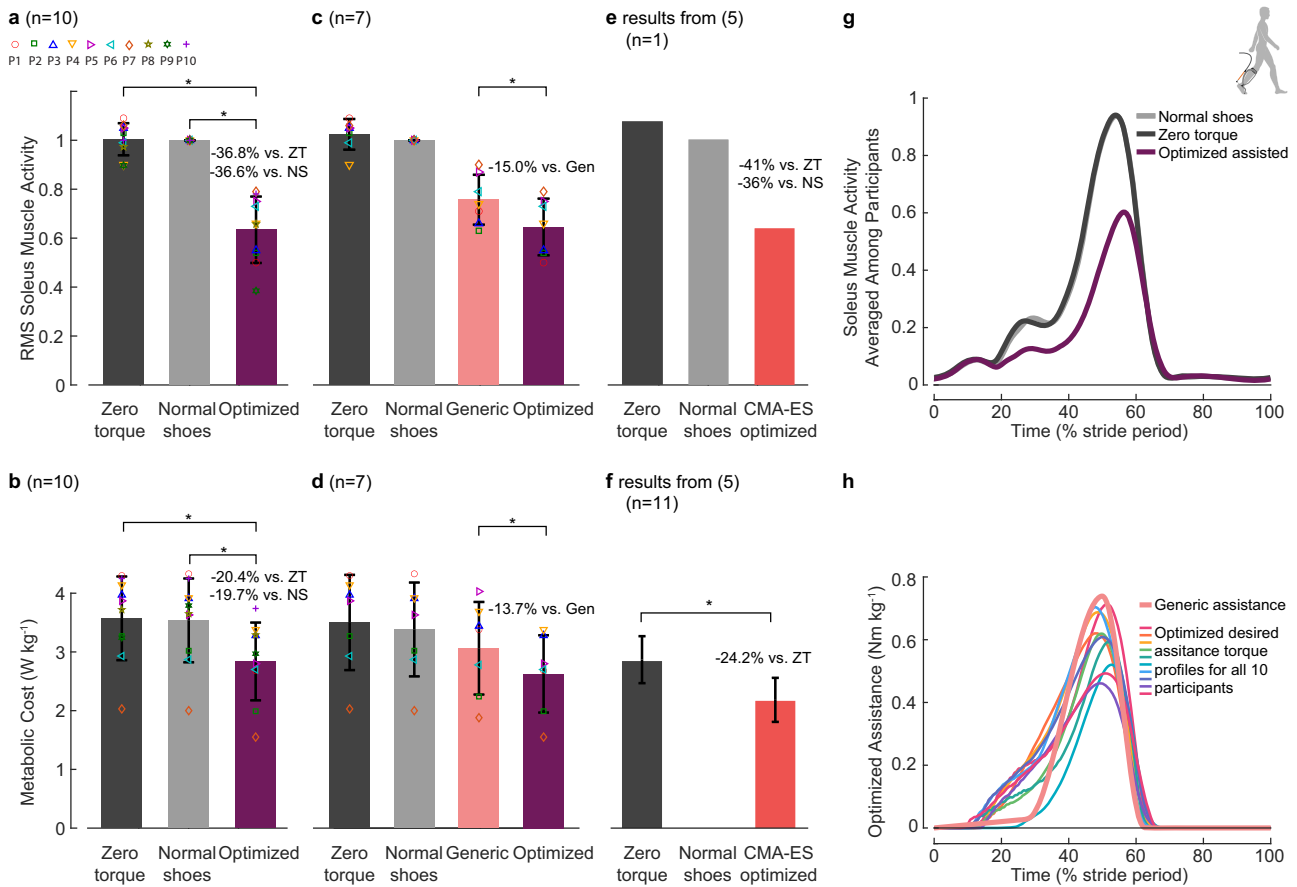 a (n=10)
P1 P2 P3 P4 P5 P6 P7 P8 P9 P10
RMS Soleus Muscle Activity
1
0.8
0.6
0.4
0.2
0
*
*
-36.8% vs. ZT
-36.6% vs. NS
Zero torque
Normal shoes
Optimized
c (n=7)
*
-15.0% vs. Gen
Zero torque
Normal shoes
Generic
Optimized
e results from (5)
(n=1)
-41% vs. ZT
-36% vs. NS
Zero torque
Normal shoes
CMA-ES optimized
g
Soleus Muscle Activity
Averaged Among Participants
1
0.8
0.6
0.4
0.2
0
Normal shoes
Zero torque
Optimized assisted
0 20 40 60 80 100
Time (% stride period)
b (n=10)
Metabolic Cost (W kg⁻¹)
4
3
2
1
0
*
*
-20.4% vs. ZT
-19.7% vs. NS
Zero torque
Normal shoes
Optimized
d (n=7)
*
-13.7% vs. Gen
Zero torque
Normal shoes
Generic
Optimized
f results from (5)
(n=11)
*
-24.2% vs. ZT
Zero torque
Normal shoes
CMA-ES optimized
h
Optimized Assistance (Nm kg⁻¹)
0.8
0.6
0.4
0.2
0
Generic assistance
Optimized desired
assitance torque
profiles for all 10
participants
0 20 40 60 80 100
Time (% stride period)